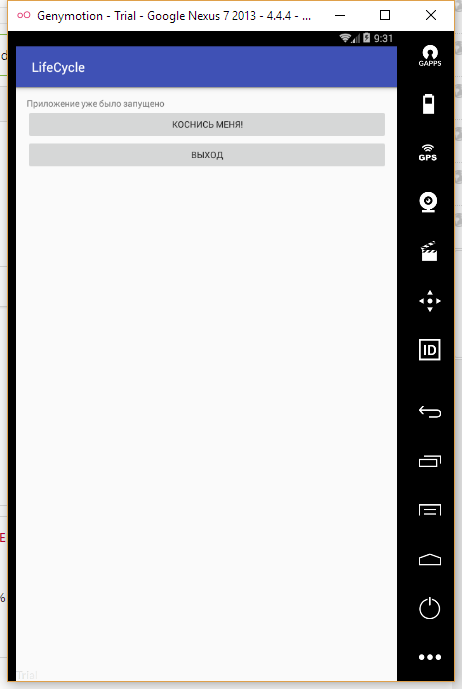 Genymotion - Trial - Google Nexus 7 2013 - 4.4.4 - ...
9:31
LifeCycle
Приложение уже было запущено
КОСНИСЬ МЕНЯ!
ВЫХОД
GAPPS
GPS
ID
Trial
d
E
%